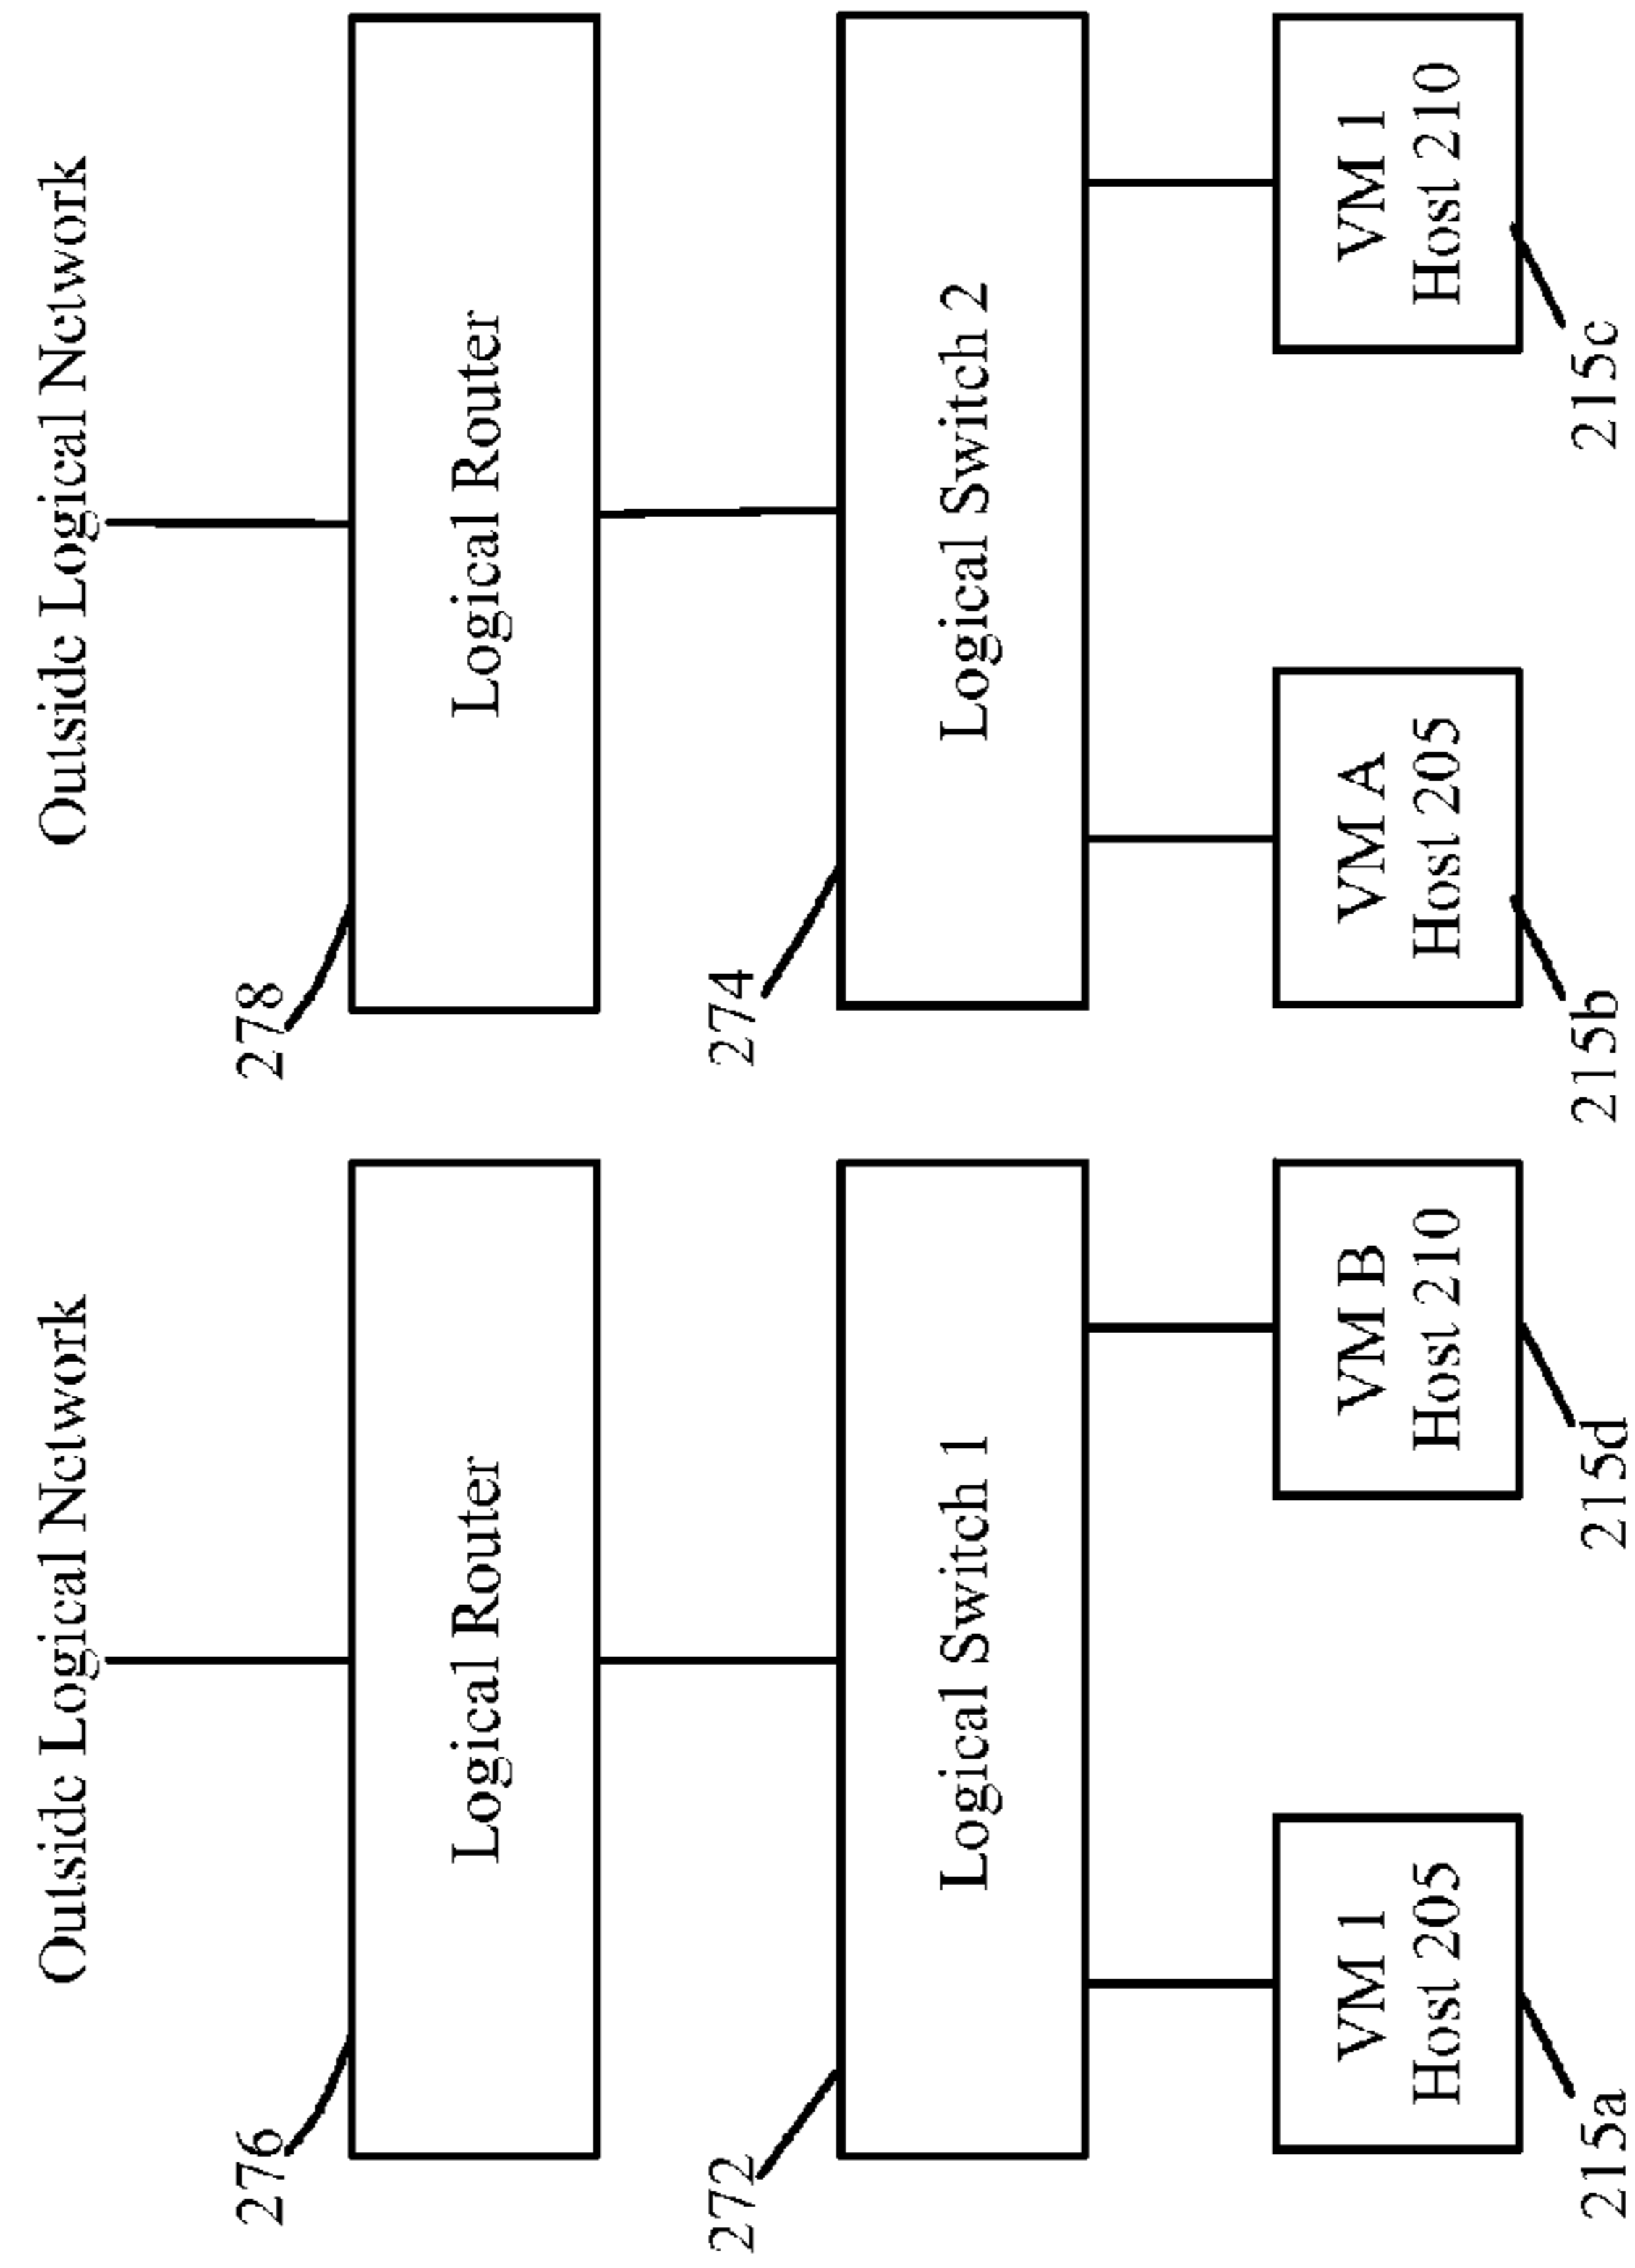 Outside Logical Network
276
Logical Router
272
Logical Switch 1
VM 1
Host 205
215a
VM B
Host 210
215d
Outside Logical Network
278
Logical Router
274
Logical Switch 2
VM A
Host 205
215b
VM 1
Host 210
215c